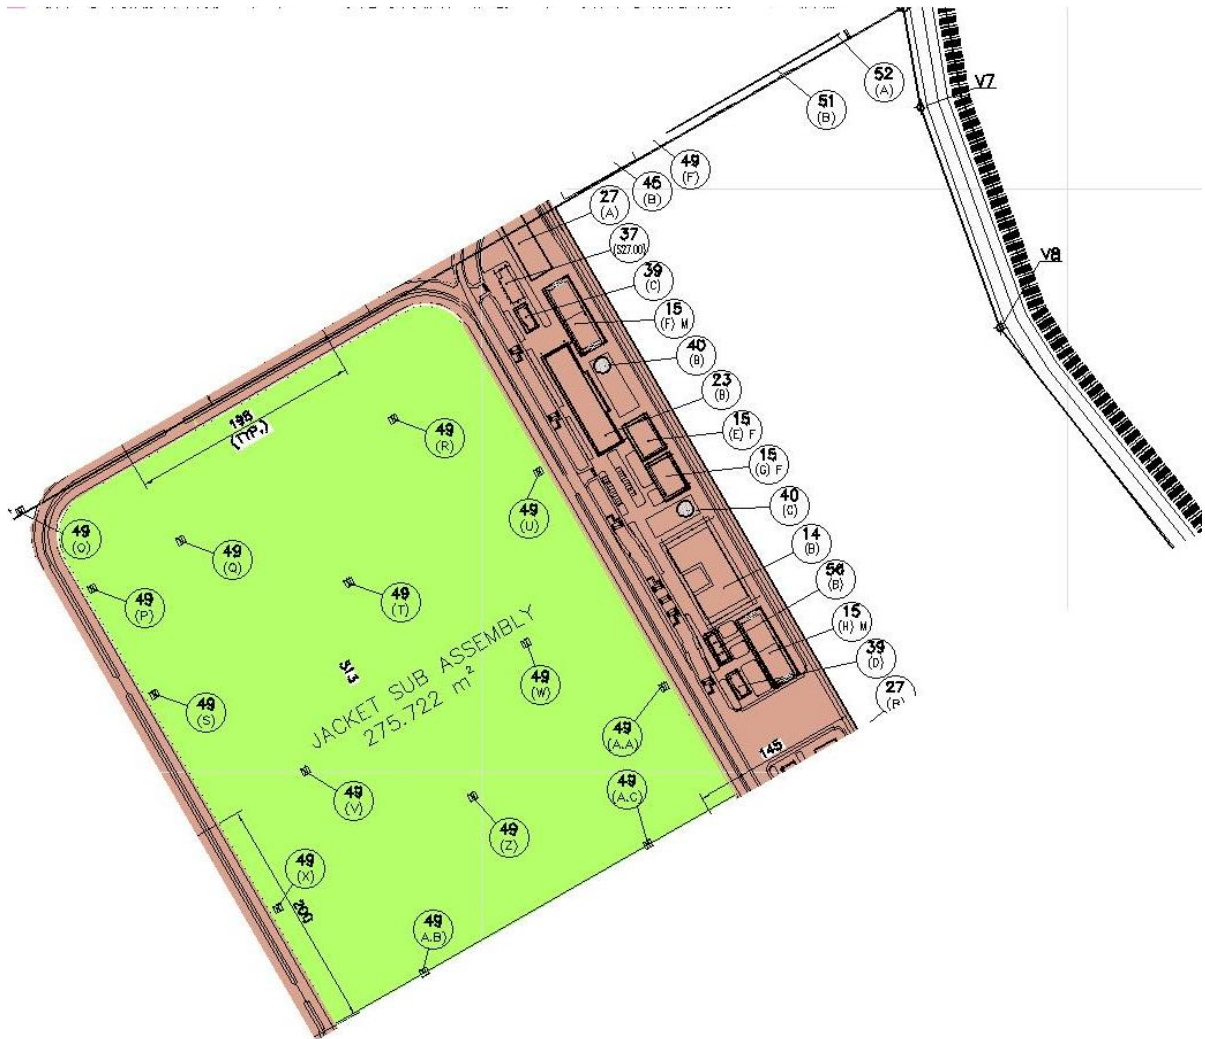 52
(A)
V7
51
(B)
49
(F)
46
(B)
27
(A)
37
(S27.00)
V8
39
(C)
15
(F) M
40
(B)
23
(B)
198
(TYP.)
49
(R)
15
(E) F
15
(G) F
49
(U)
40
(C)
49
(O)
49
(Q)
14
(B)
56
(B)
49
(P)
49
(T)
15
(H) M
39
(D)
513
JACKET SUB ASSEMBLY
275.722 m²
49
(W)
27
49
(S)
49
(A.A)
145
49
(V)
49
(A.C)
49
(Z)
49
(X)
200
49
A.B)